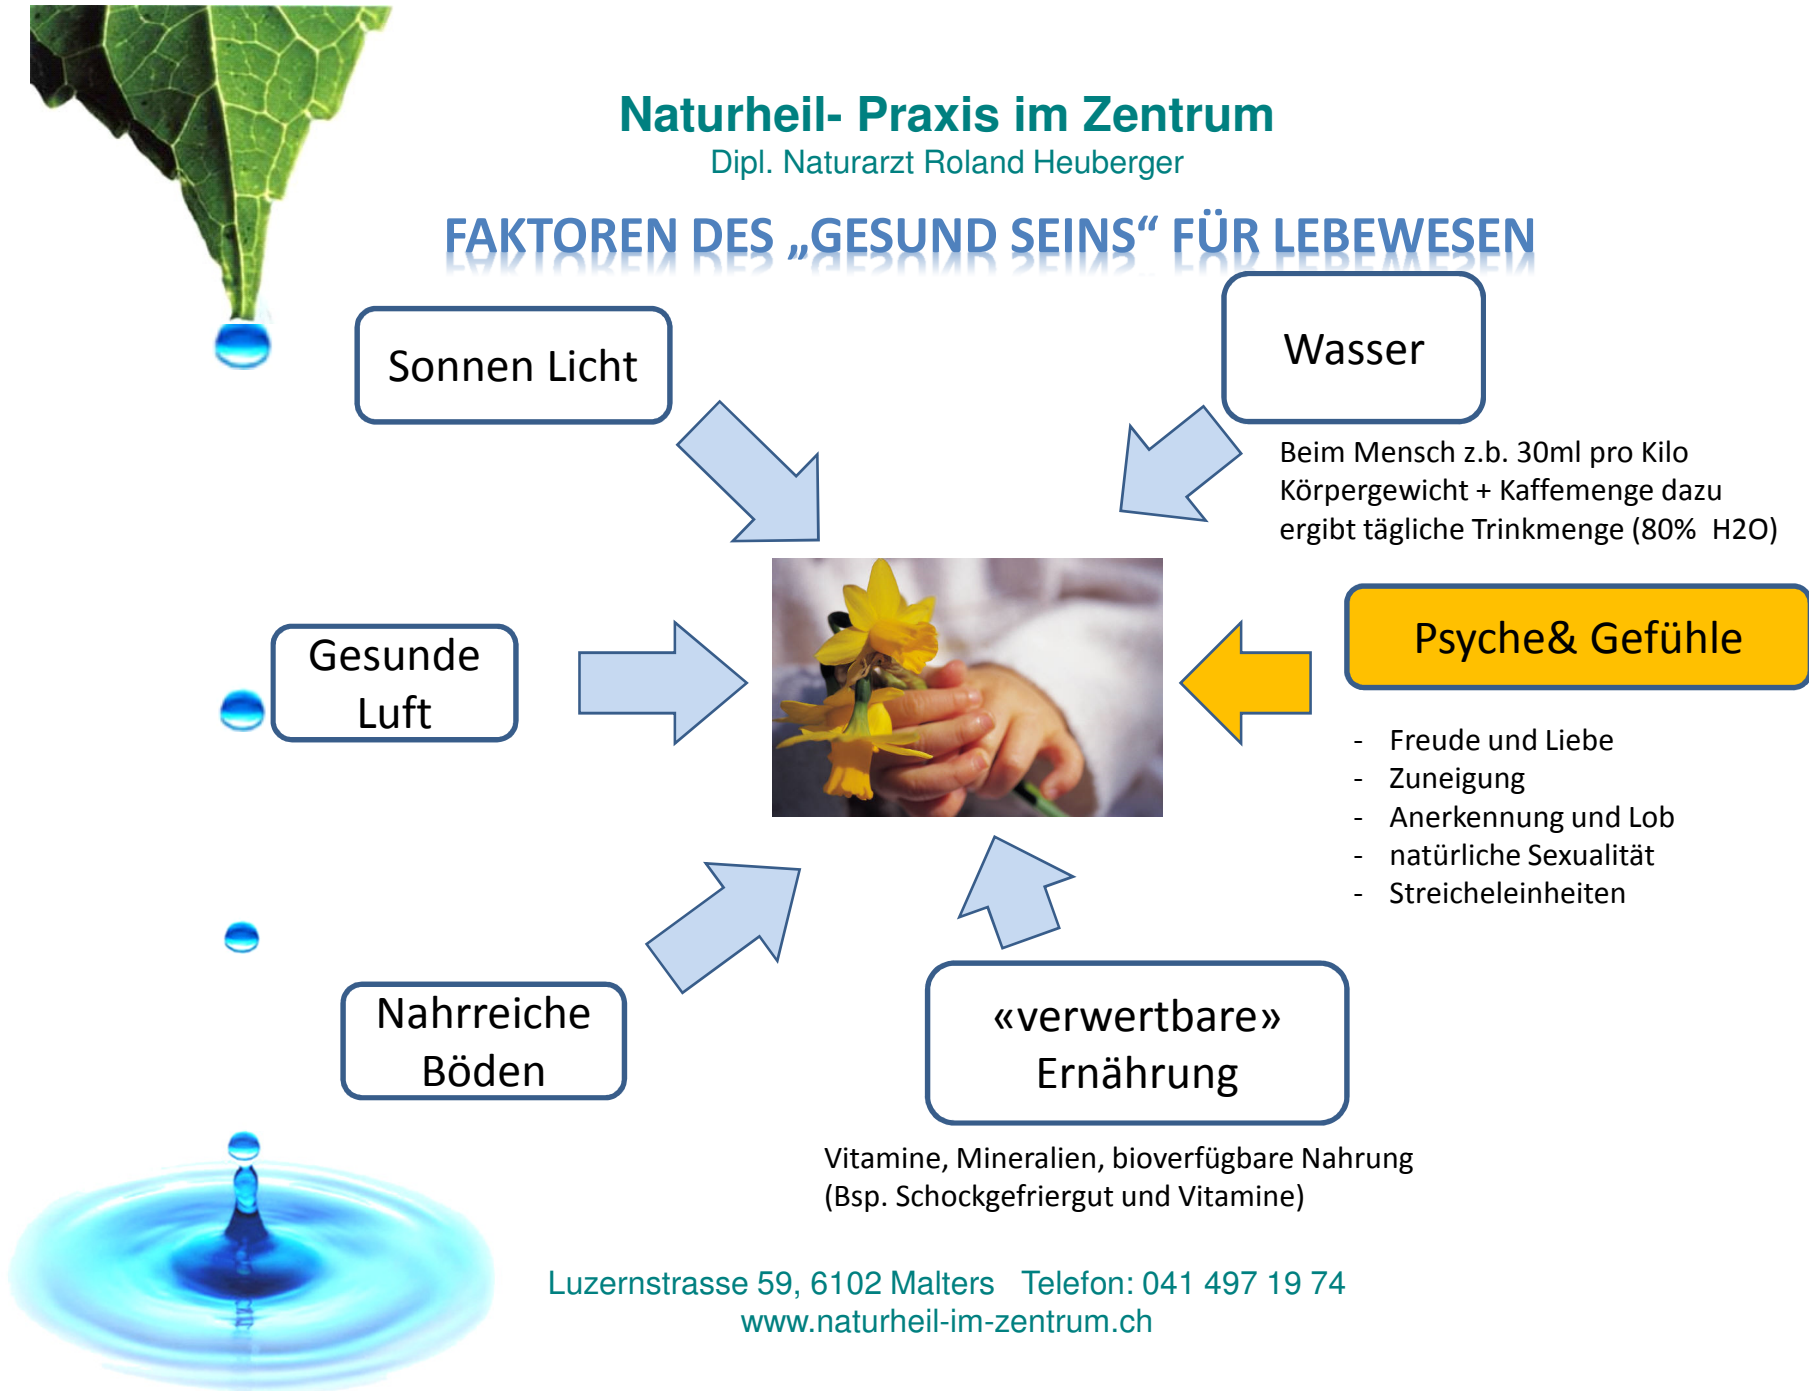 Naturheil- Praxis im Zentrum
Dipl. Naturarzt Roland Heuberger
FAKTOREN DES „GESUND SEINS“ FÜR LEBEWESEN
Sonnen Licht
Wasser
Beim Mensch z.b. 30ml pro Kilo
Körpergewicht + Kaffemenge dazu
ergibt tägliche Trinkmenge (80% H2O)
Gesunde
Luft
Psyche& Gefühle
- Freude und Liebe
- Zuneigung
- Anerkennung und Lob
- natürliche Sexualität
- Streicheleinheiten
Nahrreiche
Böden
«verwertbare»
Ernährung
Vitamine, Mineralien, bioverfügbare Nahrung
(Bsp. Schockgefriergut und Vitamine)
Luzernstrasse 59, 6102 Malters Telefon: 041 497 19 74
www.naturheil-im-zentrum.ch